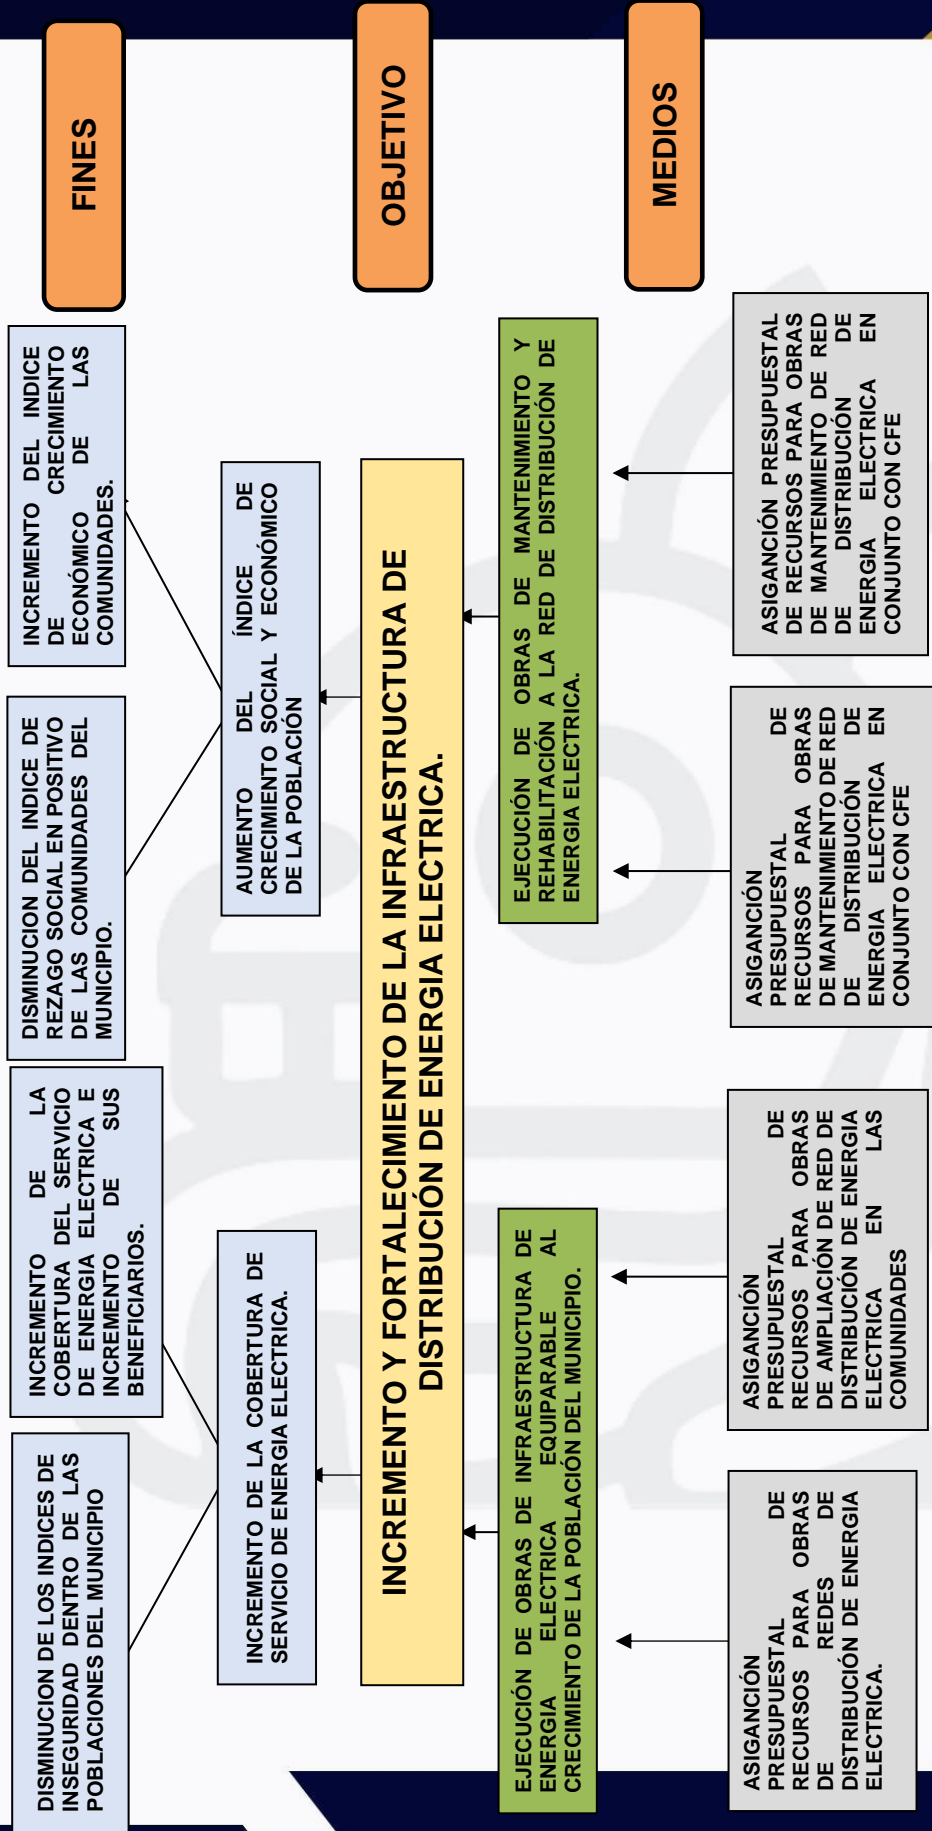 DISMINUCION DE LOS INDICES DE
INSEGURIDAD DENTRO DE LAS
POBLACIONES DEL MUNICIPIO
INCREMENTO DE LA
COBERTURA DEL SERVICIO
DE ENERGIA ELECTRICA E
INCREMENTO DE SUS
BENEFICIARIOS.
DISMINUCION DEL INDICE DE
REZAGO SOCIAL EN POSITIVO
DE LAS COMUNIDADES DEL
MUNICIPIO.
INCREMENTO DEL INDICE
DE CRECIMIENTO
ECONÓMICO DE LAS
COMUNIDADES.
FINES
INCREMENTO DE LA COBERTURA DE
SERVICIO DE ENERGIA ELECTRICA.
AUMENTO DEL ÍNDICE DE
CRECIMIENTO SOCIAL Y ECONÓMICO
DE LA POBLACIÓN
INCREMENTO Y FORTALECIMIENTO DE LA INFRAESTRUCTURA DE
DISTRIBUCIÓN DE ENERGIA ELECTRICA.
OBJETIVO
EJECUCIÓN DE OBRAS DE INFRAESTRUCTURA DE
ENERGIA ELECTRICA EQUIPARABLE AL
CRECIMIENTO DE LA POBLACIÓN DEL MUNICIPIO.
EJECUCIÓN DE OBRAS DE MANTENIMIENTO Y
REHABILITACIÓN A LA RED DE DISTRIBUCIÓN DE
ENERGIA ELECTRICA.
MEDIOS
ASIGANCIÓN
PRESUPUESTAL DE
RECURSOS PARA OBRAS
DE REDES DE
DISTRIBUCIÓN DE ENERGIA
ELECTRICA.
ASIGANCIÓN
PRESUPUESTAL DE
RECURSOS PARA OBRAS
DE AMPLIACIÓN DE RED DE
DISTRIBUCIÓN DE ENERGIA
ELECTRICA EN LAS
COMUNIDADES
ASIGANCIÓN
PRESUPUESTAL DE
RECURSOS PARA OBRAS
DE MANTENIMIENTO DE RED
DE DISTRIBUCIÓN DE
ENERGIA ELECTRICA EN
CONJUNTO CON CFE
ASIGANCIÓN PRESUPUESTAL
DE RECURSOS PARA OBRAS
DE MANTENIMIENTO DE RED
DE DISTRIBUCIÓN DE
ENERGIA ELECTRICA EN
CONJUNTO CON CFE